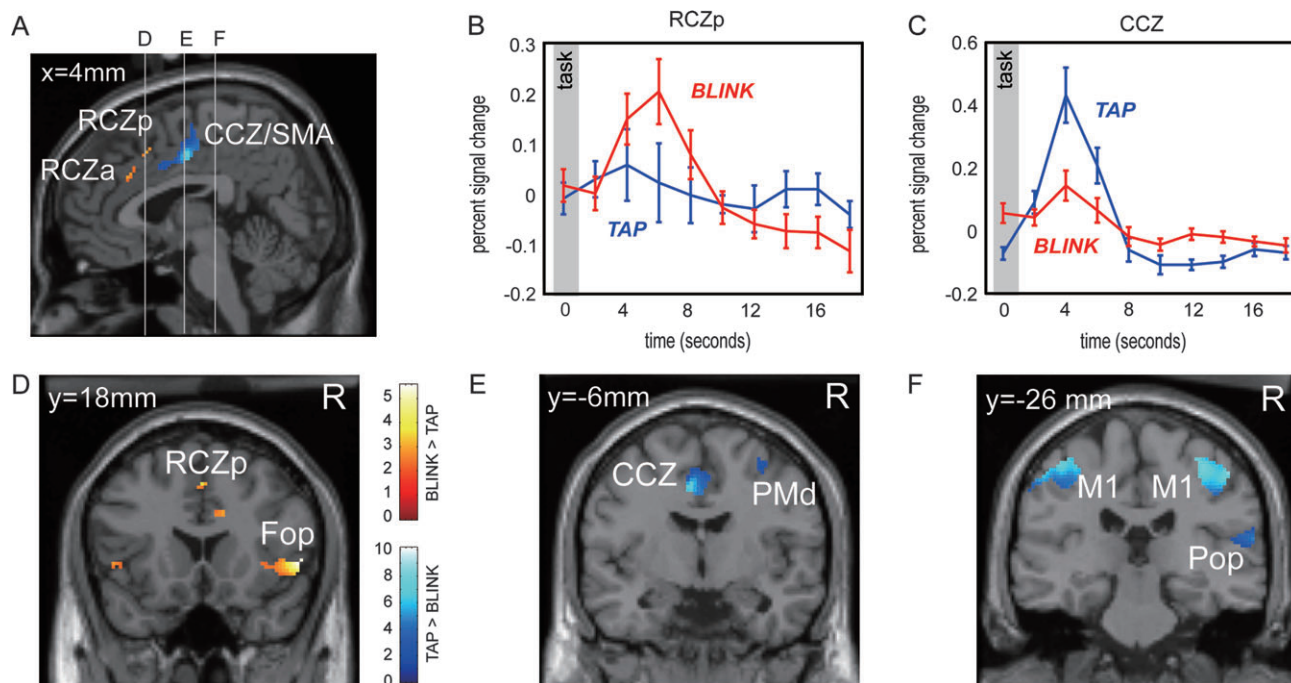 A
D E F
x=4mm
RCZp
CCZ/SMA
RCZa
B
RCZp
percent signal change
0.3
0.2
0.1
0
-0.1
-0.2
task
BLINK
TAP
0 4 8 12 16
time (seconds)
C
CCZ
percent signal change
0.6
0.4
0.2
0
-0.2
task
TAP
BLINK
0 4 8 12 16
time (seconds)
D
y=18mm
R
RCZp
Fop
5
4
3
2
1
0
BLINK > TAP
10
8
6
4
2
0
TAP > BLINK
E
y=-6mm
R
CCZ
PMd
F
y=-26 mm
R
M1 M1
Pop